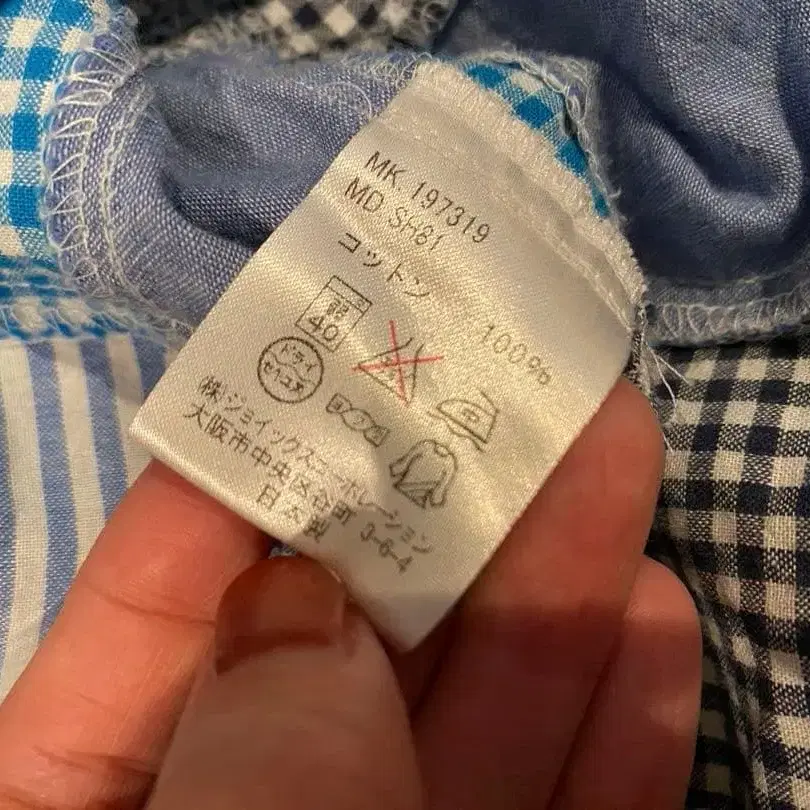 MK 197319
MD SH61
コットン 100%
40
ドライ
セキユ系
(株)ジョイックスコーポレーション
大阪市中央区谷町 3-6-4
日本製